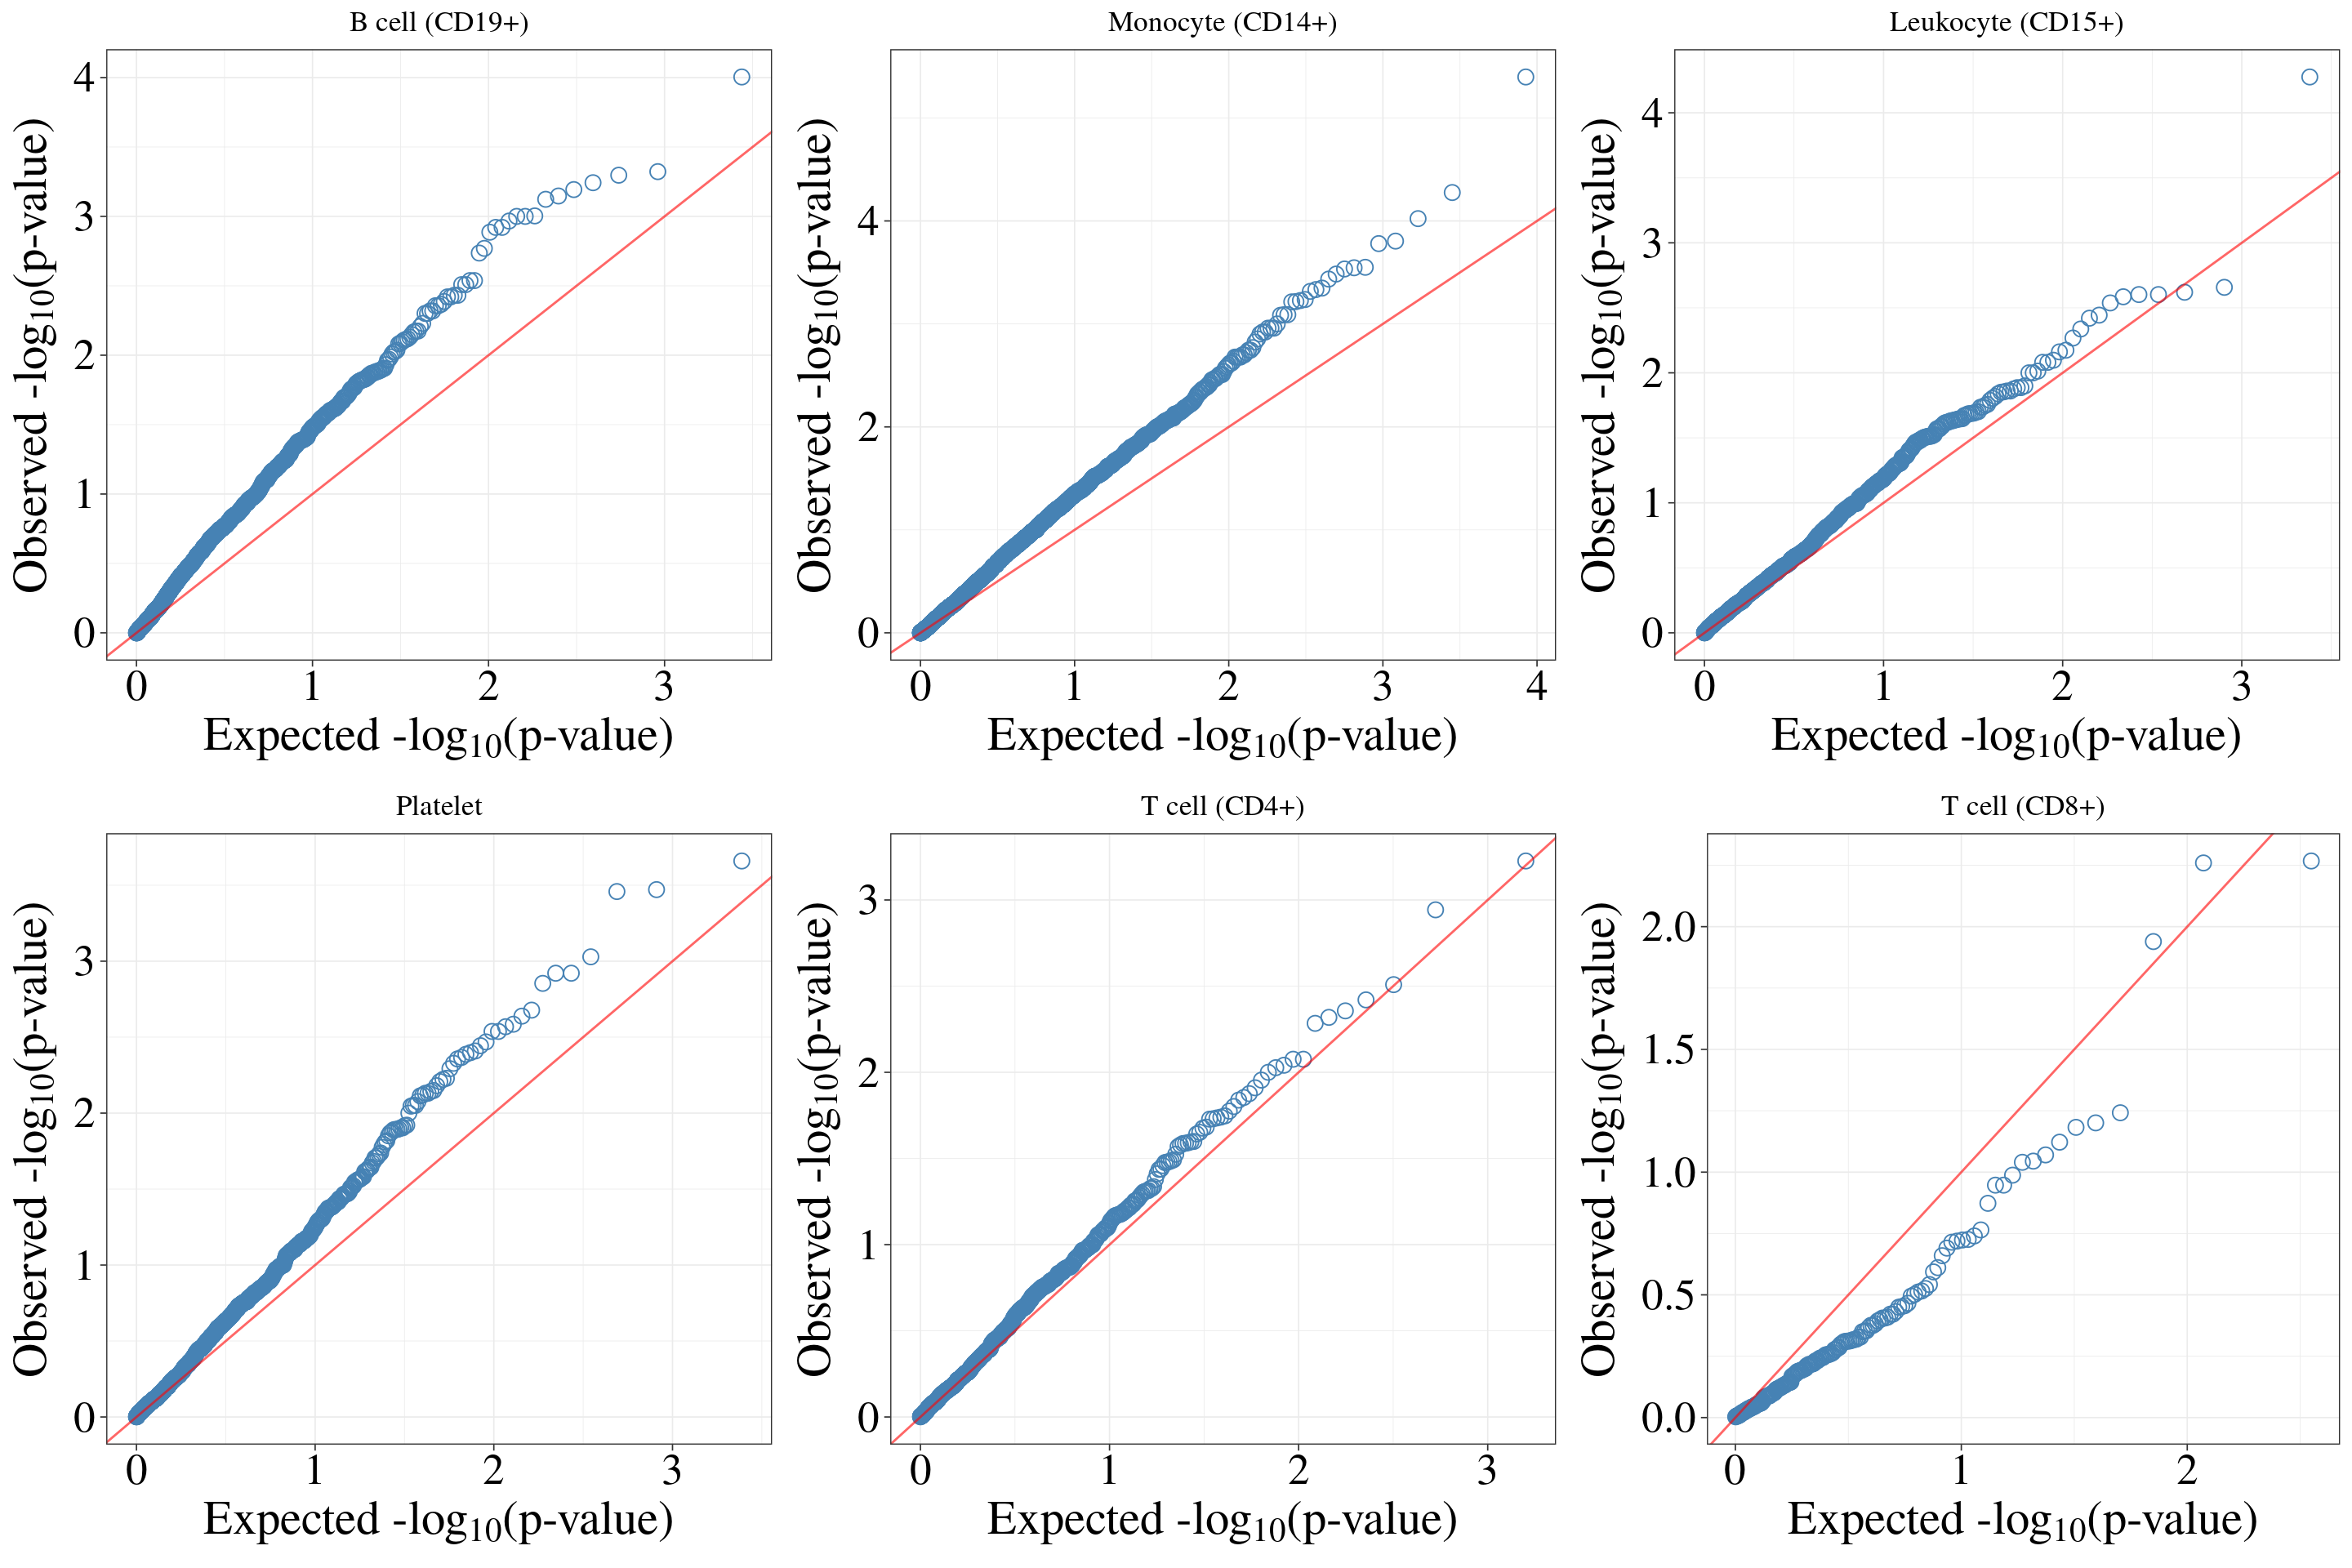 B cell (CD19+)
Monocyte (CD14+)
Leukocyte (CD15+)
Observed -log10(p-value)
4
3
2
1
0
0 1 2 3
Expected -log10(p-value)
Observed -log10(p-value)
4
2
0
0 1 2 3 4
Expected -log10(p-value)
Observed -log10(p-value)
4
3
2
1
0
0 1 2 3
Expected -log10(p-value)
Platelet
T cell (CD4+)
T cell (CD8+)
Observed -log10(p-value)
3
2
1
0
0 1 2 3
Expected -log10(p-value)
Observed -log10(p-value)
3
2
1
0
0 1 2 3
Expected -log10(p-value)
Observed -log10(p-value)
2.0
1.5
1.0
0.5
0.0
0 1 2
Expected -log10(p-value)